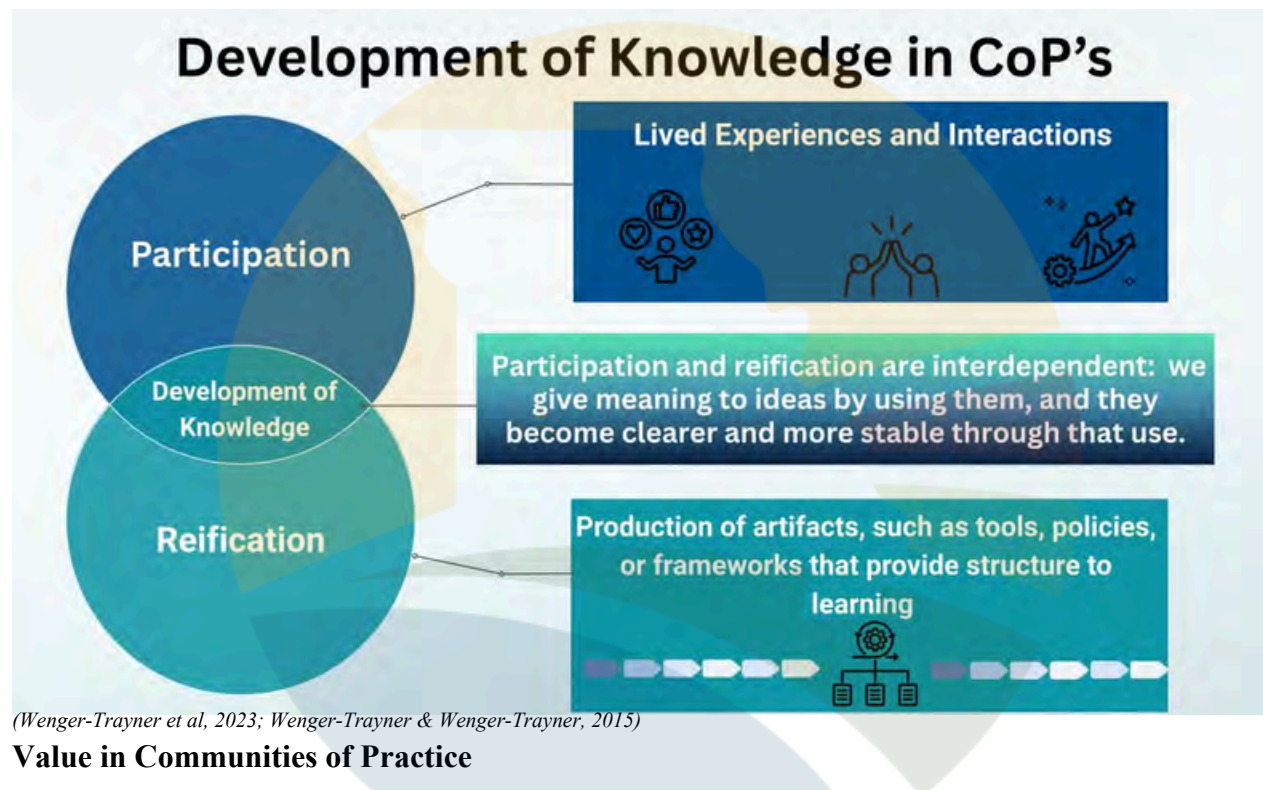 Development of Knowledge in CoP's
Participation
Lived Experiences and Interactions
Development of
Knowledge
Participation and reification are interdependent: we
give meaning to ideas by using them, and they
become clearer and more stable through that use.
Reification
Production of artifacts, such as tools, policies,
or frameworks that provide structure to
learning
(Wenger-Trayner et al, 2023; Wenger-Trayner & Wenger-Trayner, 2015)
Value in Communities of Practice